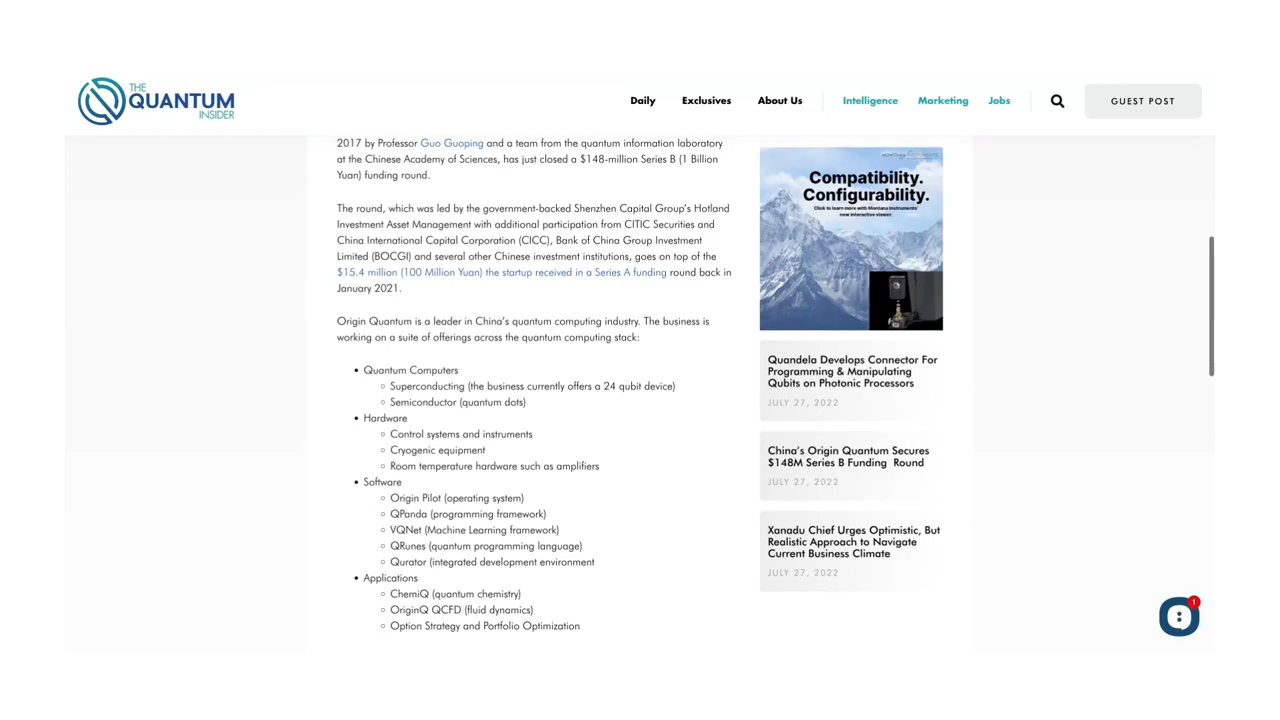 THE
QUANTUM
INSIDER
Daily
Exclusives
About Us
Intelligence
Marketing
Jobs
GUEST POST
2017 by Professor Guo Guoping and a team from the quantum information laboratory
at the Chinese Academy of Sciences, has just closed a $148-million Series B (1 Billion
Yuan) funding round.
The round, which was led by the government-backed Shenzhen Capital Group’s Hotland
Investment Asset Management with additional participation from CITIC Securities and
China International Capital Corporation (CICC), Bank of China Group Investment
Limited (BOCGI) and several other Chinese investment institutions, goes on top of the
$15.4 million (100 Million Yuan) the startup received in a Series A funding round back in
January 2021.
Origin Quantum is a leader in China’s quantum computing industry. The business is
working on a suite of offerings across the quantum computing stack:
• Quantum Computers
○ Superconducting (the business currently offers a 24 qubit device)
○ Semiconductor (quantum dots)
• Hardware
○ Control systems and instruments
○ Cryogenic equipment
○ Room temperature hardware such as amplifiers
• Software
○ Origin Pilot (operating system)
○ QPanda (programming framework)
○ VQNet (Machine Learning framework)
○ QRunes (quantum programming language)
○ Qurator (integrated development environment
• Applications
○ ChemiQ (quantum chemistry)
○ OriginQ QCFD (fluid dynamics)
○ Option Strategy and Portfolio Optimization
Compatibility.
Configurability.
Click to learn more with Montana Instruments'
new interactive viewer.
Quandela Develops Connector For
Programming & Manipulating
Qubits on Photonic Processors
JULY 27, 2022
China’s Origin Quantum Secures
$148M Series B Funding Round
JULY 27, 2022
Xanadu Chief Urges Optimistic, But
Realistic Approach to Navigate
Current Business Climate
JULY 27, 2022
1